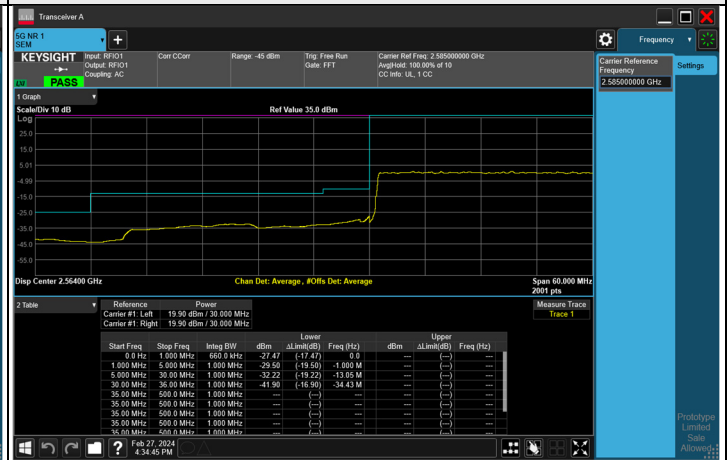 Transceiver A
5G NR 1
SEM
Frequency
KEYSIGHT
LXI
PASS
Input: RFIO1
Output: RFIO1
Coupling: AC
Corr CCorr
Range: -45 dBm
Trig: Free Run
Gate: FFT
Carrier Ref Freq: 2.585000000 GHz
Avg|Hold: 100.00% of 10
CC Info: UL, 1 CC
Carrier Reference
Frequency
2.585000000 GHz
Settings
1 Graph
Scale/Div 10 dB
Ref Value 35.0 dBm
Log
25.0
15.0
5.01
-4.99
-15.0
-25.0
-35.0
-45.0
-55.0
Disp Center 2.56400 GHz
Chan Det: Average, #Offs Det: Average
Span 60.000 MHz
2001 pts
2 Table
Reference Power
Carrier #1: Left 19.90 dBm / 30.000 MHz
Carrier #1: Right 19.90 dBm / 30.000 MHz
Measure Trace
Trace 1
Lower Upper
Start Freq Stop Freq Integ BW dBm ΔLimit(dB) Freq (Hz) dBm ΔLimit(dB) Freq (Hz)
0.0 Hz 1.000 MHz 660.0 kHz -27.47 (-17.47) 0.0 --- (---) ---
1.000 MHz 5.000 MHz 1.000 MHz -29.50 (-19.50) -1.000 M --- (---) ---
5.000 MHz 30.00 MHz 1.000 MHz -32.22 (-19.22) -13.05 M --- (---) ---
30.00 MHz 36.00 MHz 1.000 MHz -41.90 (-16.90) -34.43 M --- (---) ---
35.00 MHz 500.0 MHz 1.000 MHz --- (---) --- --- (---) ---
35.00 MHz 500.0 MHz 1.000 MHz --- (---) --- --- (---) ---
35.00 MHz 500.0 MHz 1.000 MHz --- (---) --- --- (---) ---
35.00 MHz 500.0 MHz 1.000 MHz --- (---) --- --- (---) ---
35.00 MHz 500.0 MHz 1.000 MHz --- (---) --- --- (---) ---
Feb 27, 2024
4:34:45 PM
Prototype
Limited
Sale
Allowed